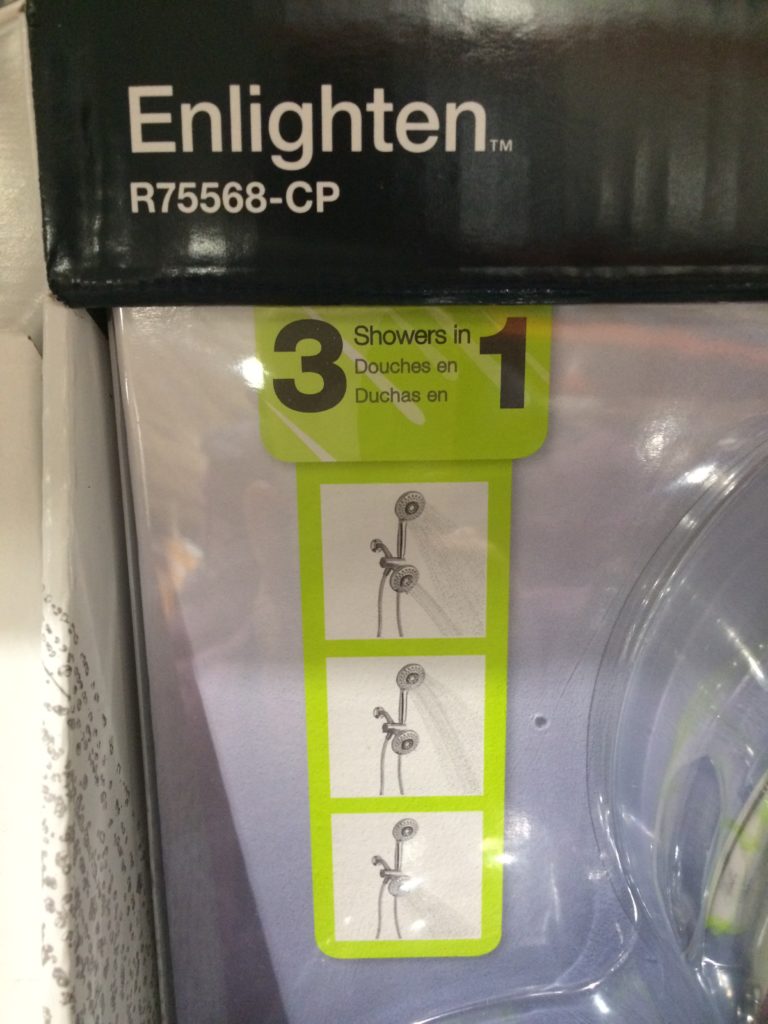 Enlighten™
R75568-CP
3 Showers in 1
Douches en
Duchas en